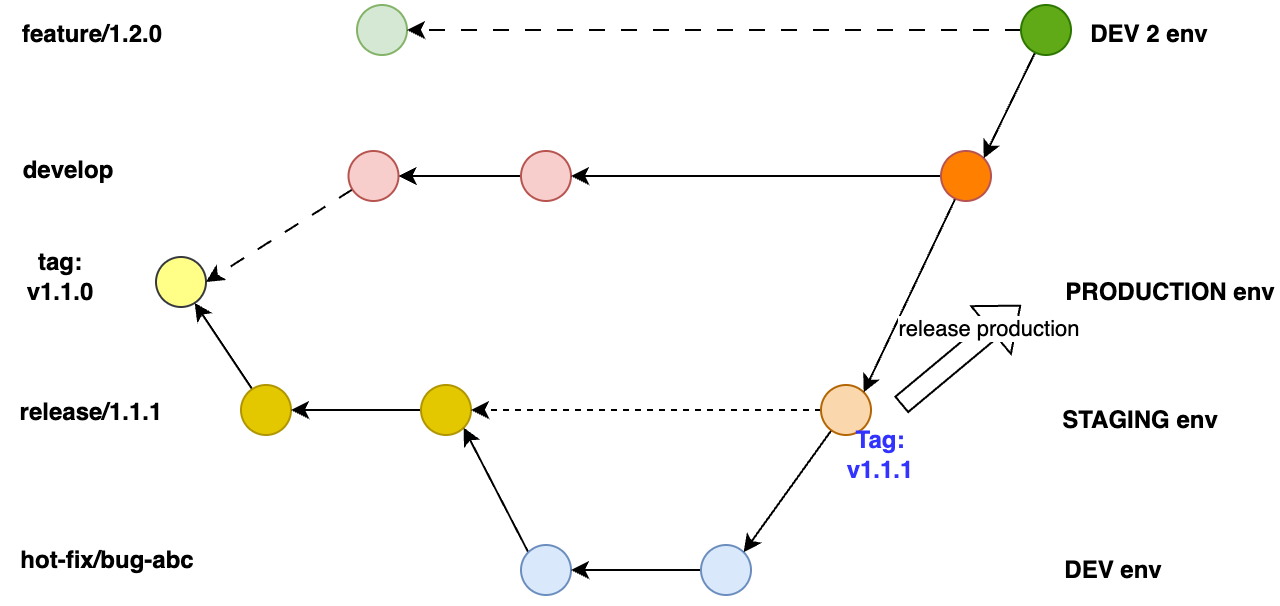 feature/1.2.0
DEV 2 env
develop
tag:
v1.1.0
PRODUCTION env
release production
release/1.1.1
STAGING env
Tag:
v1.1.1
hot-fix/bug-abc
DEV env